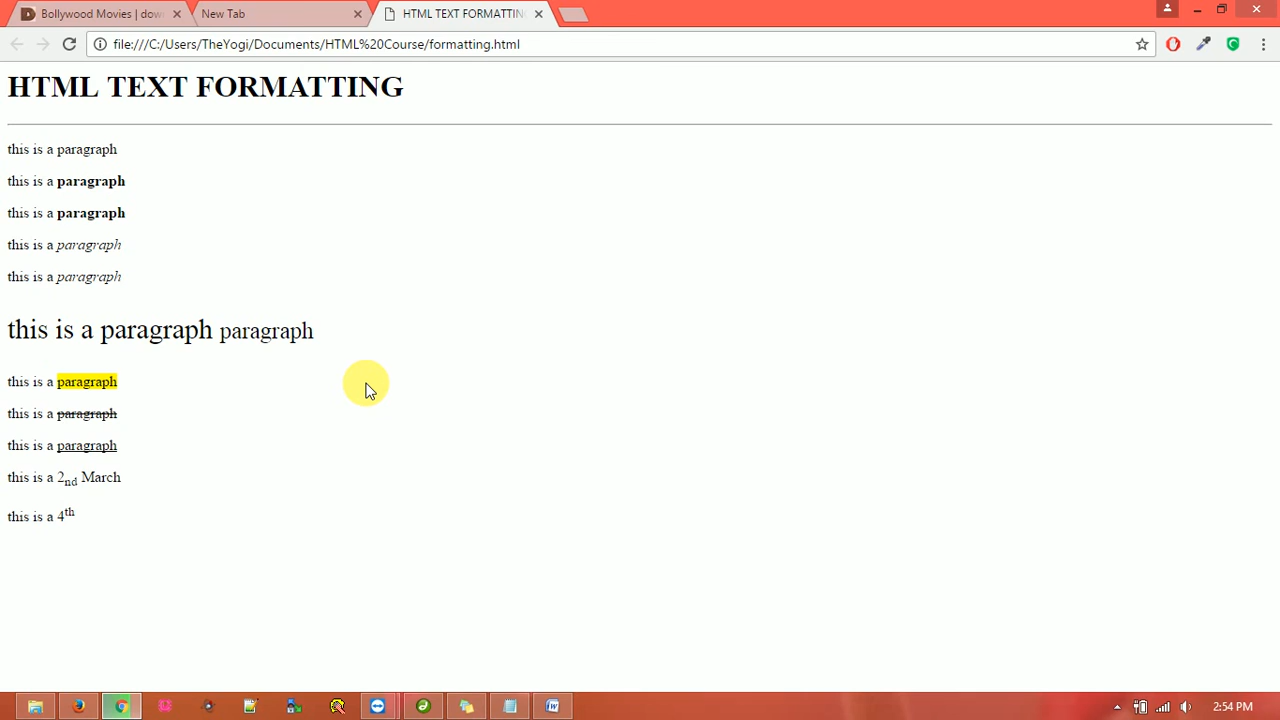 Bollywood Movies | dow
New Tab
HTML TEXT FORMATTING
file:///C:/Users/TheYogi/Documents/HTML%20Course/formatting.html
HTML TEXT FORMATTING
this is a paragraph
this is a paragraph
this is a paragraph
this is a paragraph
this is a paragraph
this is a paragraph paragraph
this is a paragraph
this is a paragraph
this is a paragraph
this is a 2nd March
this is a 4th
2:54 PM